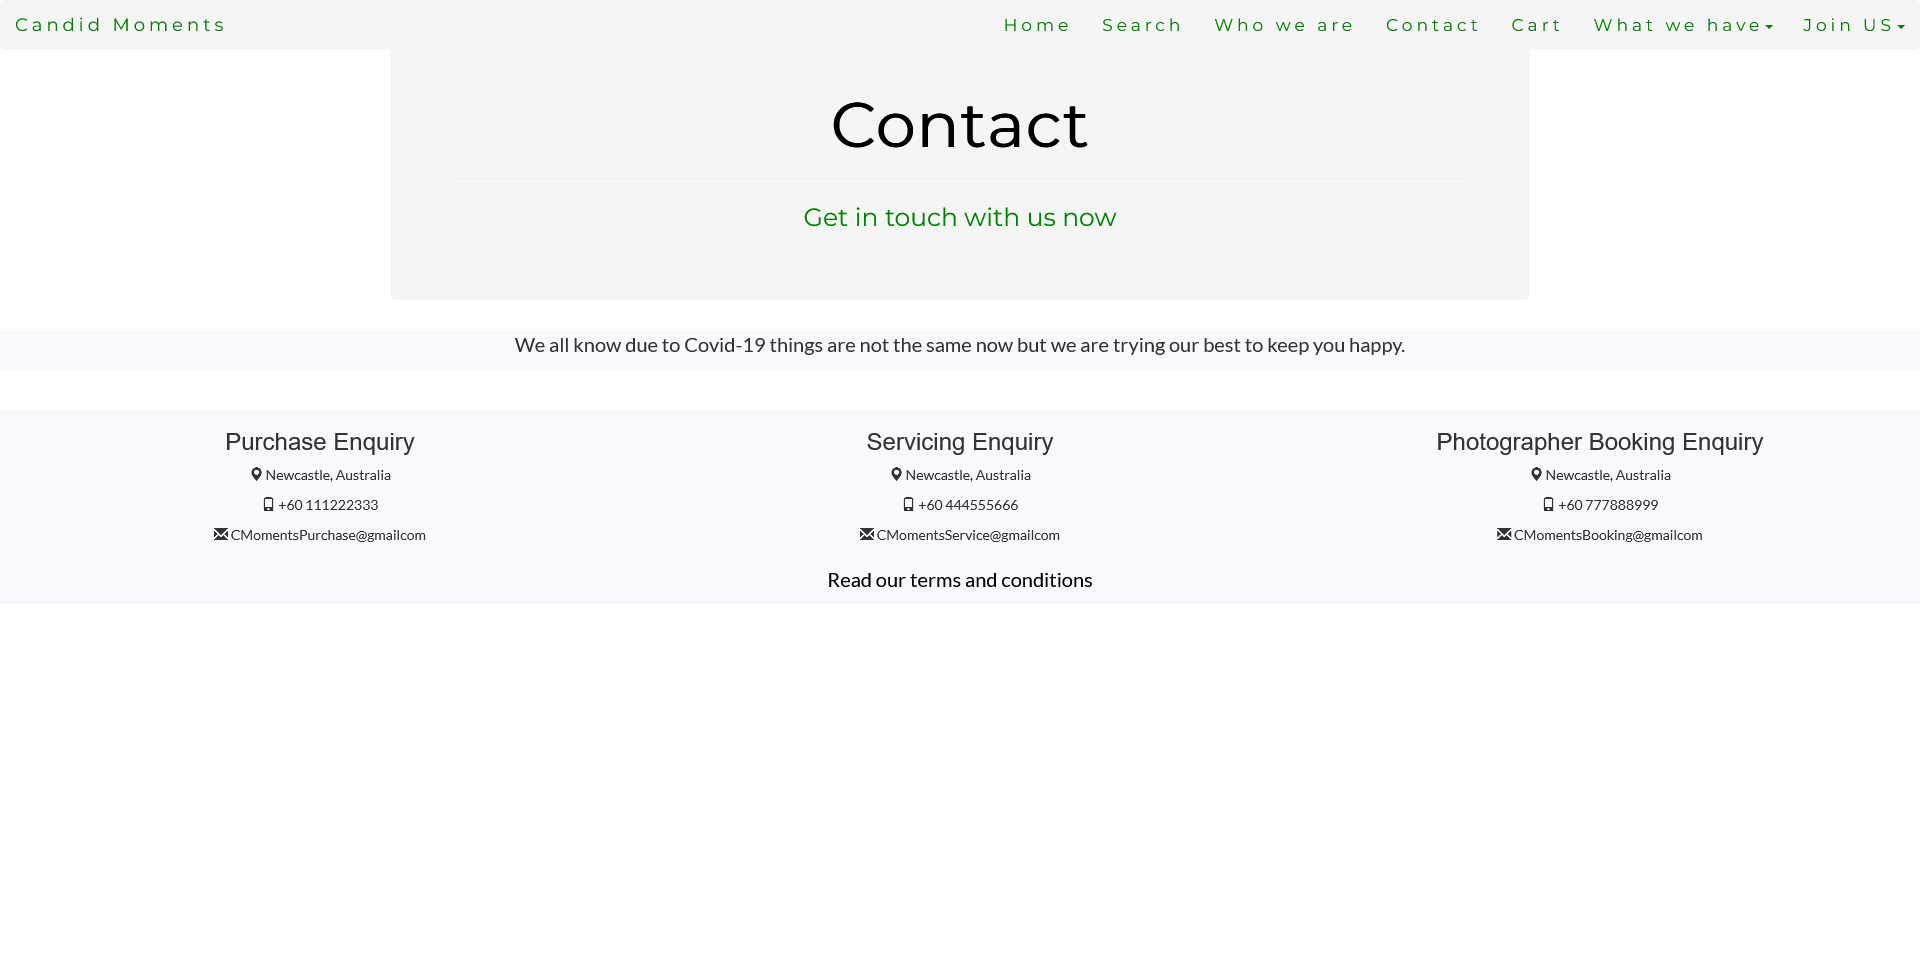 Candid Moments Home Search Who we are Contact Cart What we have Join US
Contact
Get in touch with us now
We all know due to Covid-19 things are not the same now but we are trying our best to keep you happy.
Purchase Enquiry
Newcastle, Australia
+60 111222333
CMomentsPurchase@gmailcom
Servicing Enquiry
Newcastle, Australia
+60 444555666
CMomentsService@gmailcom
Photographer Booking Enquiry
Newcastle, Australia
+60 777888999
CMomentsBooking@gmailcom
Read our terms and conditions